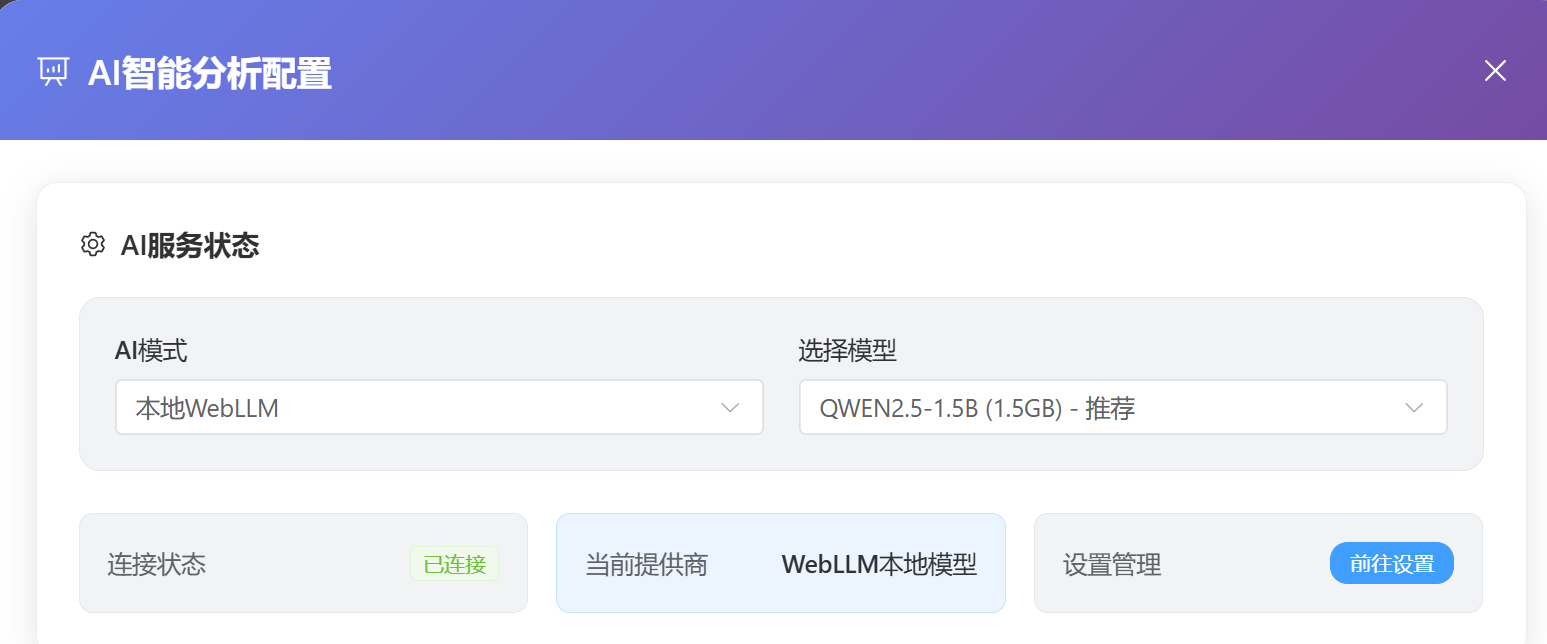 AI智能分析配置
AI服务状态
AI模式
选择模型
本地WebLLM
QWEN2.5-1.5B (1.5GB) - 推荐
连接状态
已连接
当前提供商
WebLLM本地模型
设置管理
前往设置